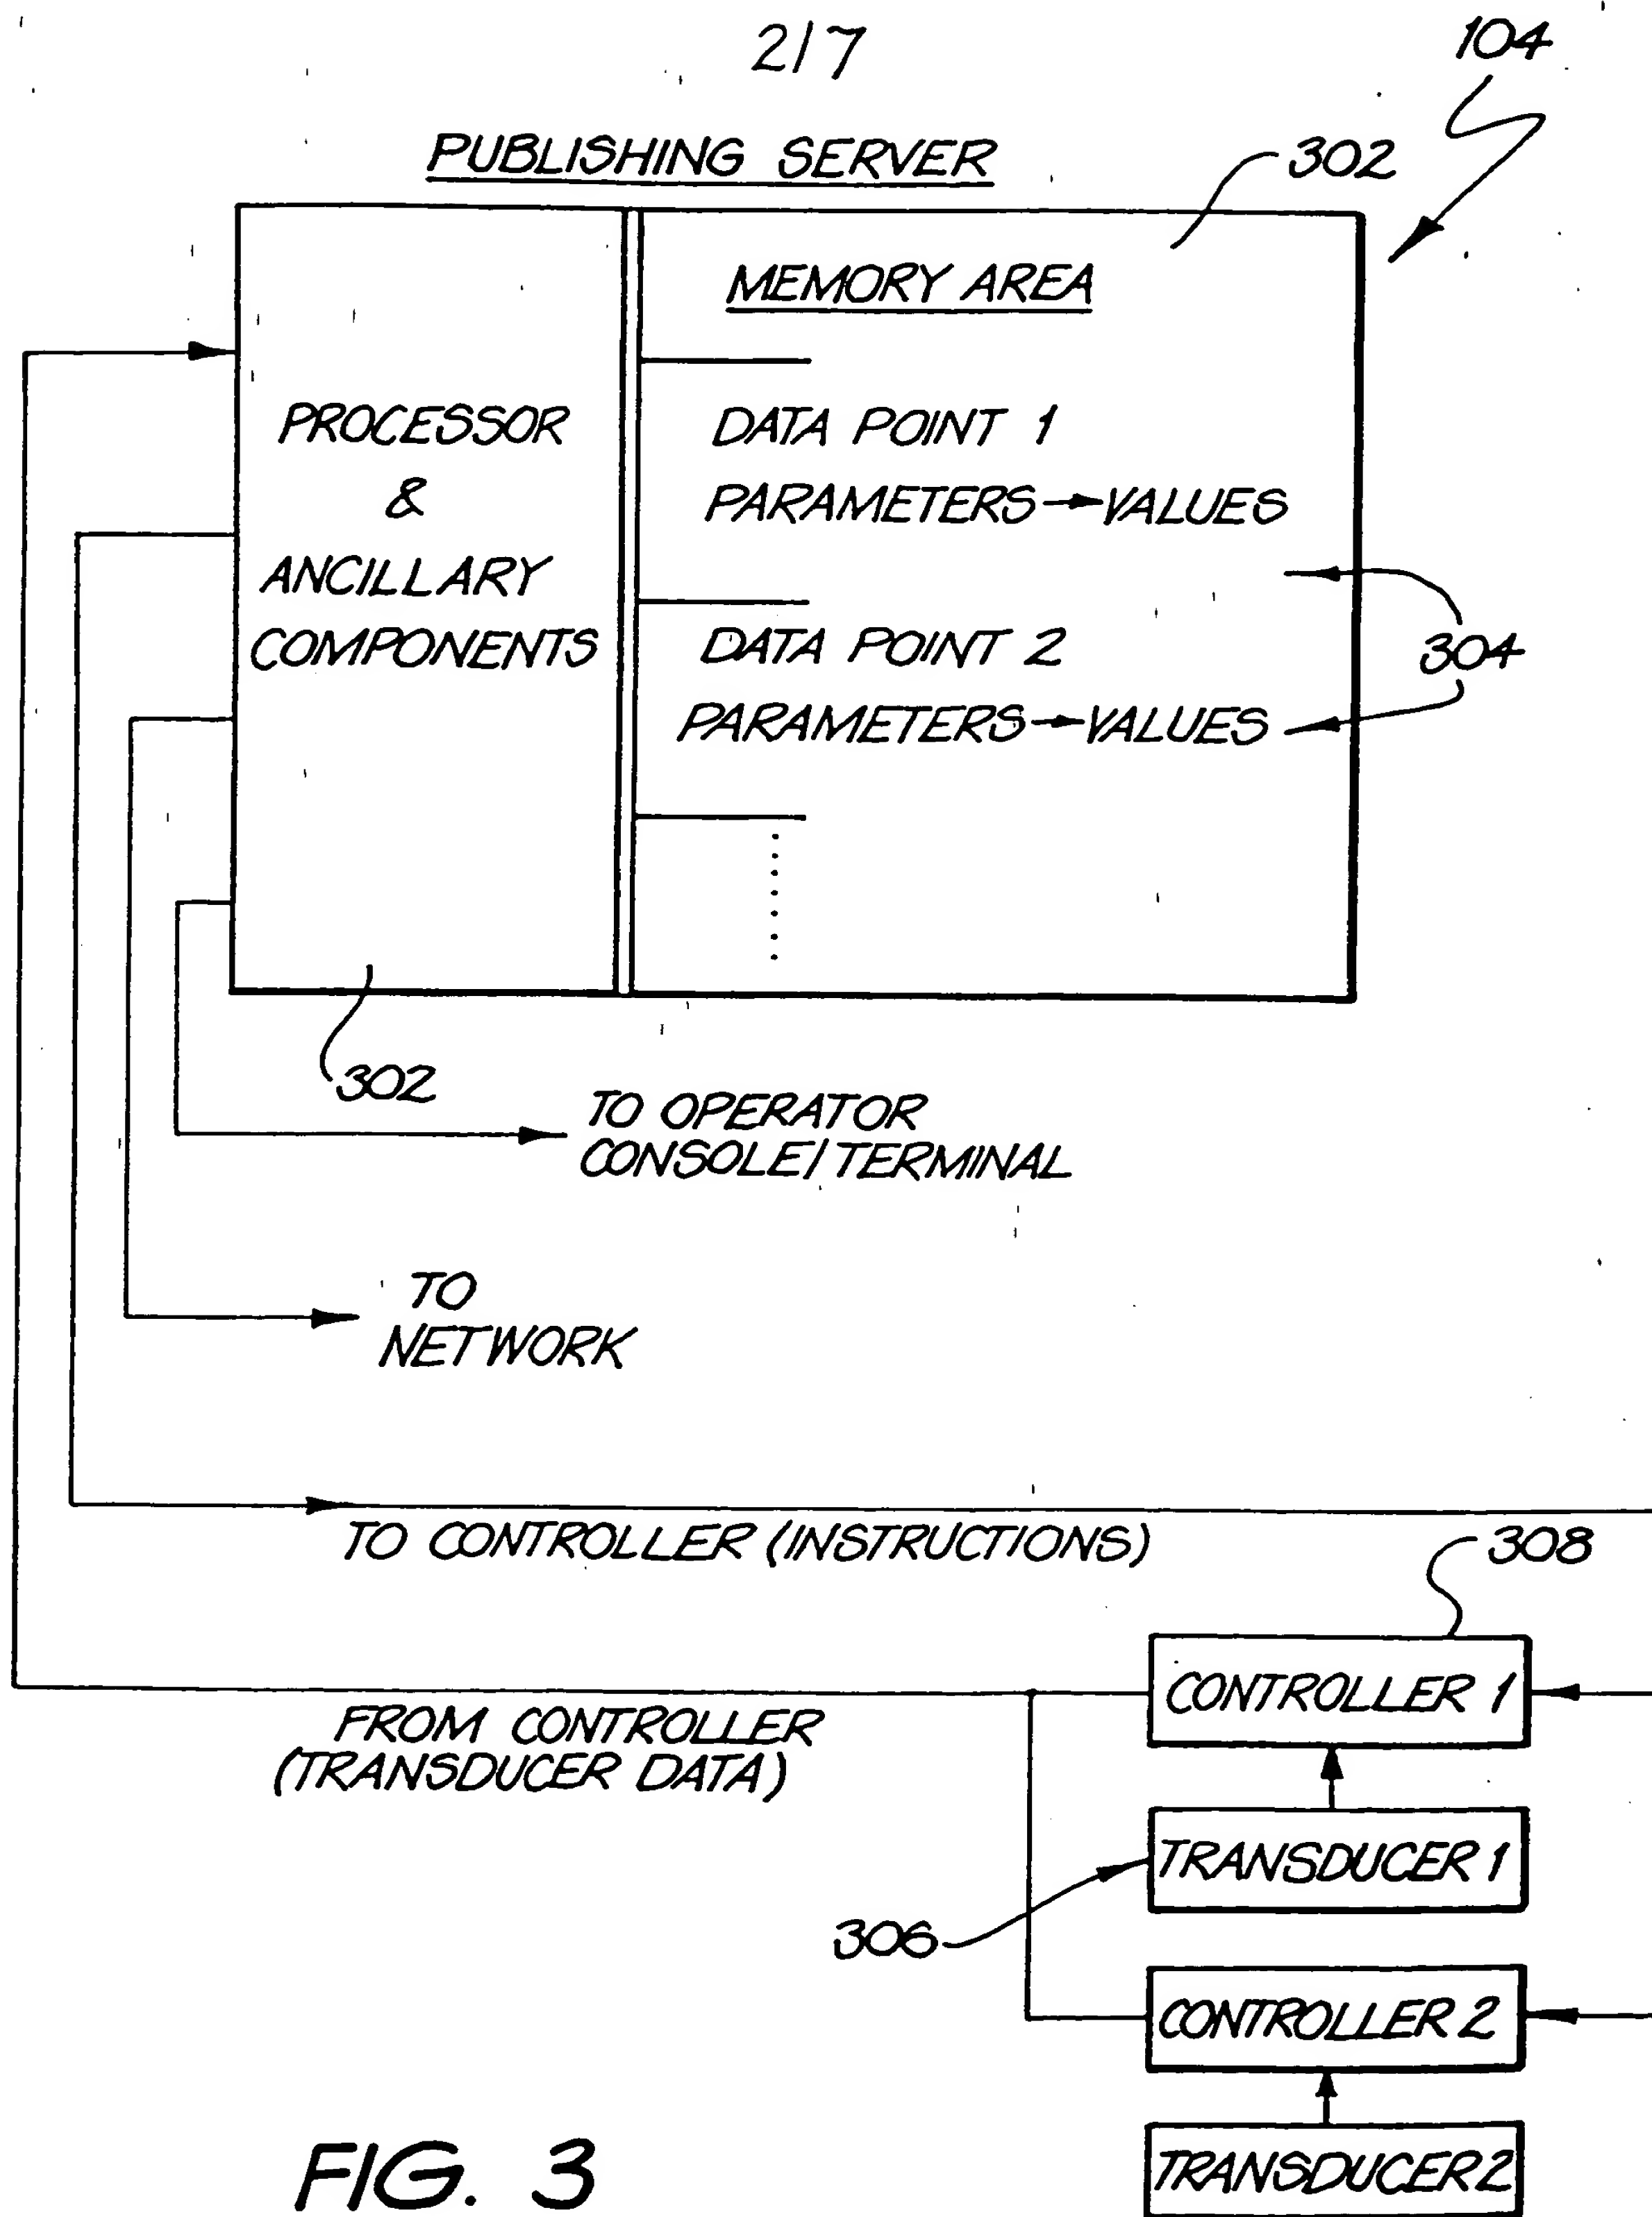 2/7
104
PUBLISHING SERVER
302
MEMORY AREA
PROCESSOR
&
ANCILLARY
COMPONENTS
DATA POINT 1
PARAMETERS→VALUES
DATA POINT 2
PARAMETERS→VALUES
304
302
TO OPERATOR
CONSOLE/TERMINAL
TO
NETWORK
TO CONTROLLER (INSTRUCTIONS)
308
CONTROLLER 1
FROM CONTROLLER
(TRANSDUCER DATA)
TRANSDUCER 1
306
CONTROLLER 2
TRANSDUCER 2
FIG. 3